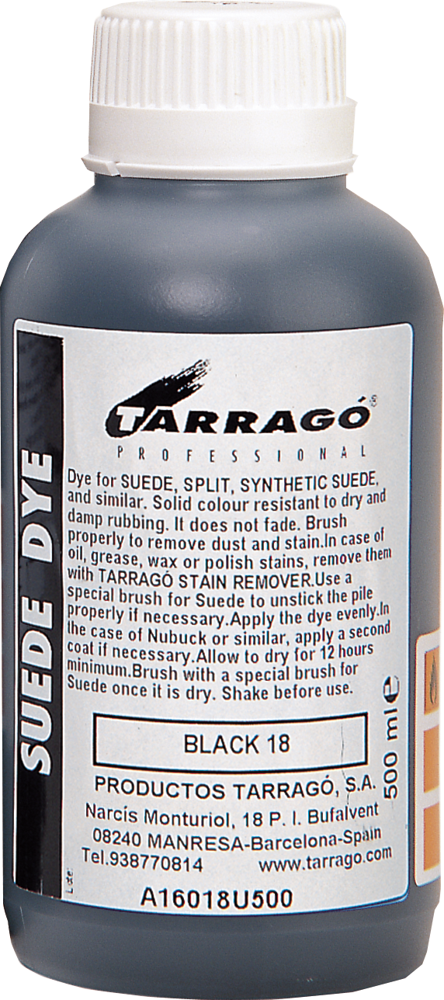 TARRAGÓ®
PROFESSIONAL
SUEDE DYE
Dye for SUEDE, SPLIT, SYNTHETIC SUEDE,
and similar. Solid colour resistant to dry and
damp rubbing. It does not fade. Brush
properly to remove dust and stain.In case of
oil, grease, wax or polish stains, remove them
with TARRAGÓ STAIN REMOVER.Use a
special brush for Suede to unstick the pile
properly if necessary.Apply the dye evenly.In
the case of Nubuck or similar, apply a second
coat if necessary.Allow to dry for 12 hours
minimum.Brush with a special brush for
Suede once it is dry. Shake before use.
500 ml e
BLACK 18
PRODUCTOS TARRAGÓ, S.A.
Narcís Monturiol, 18 P. I. Bufalvent
08240 MANRESA-Barcelona-Spain
Tel.938770814 www.tarrago.com
A16018U500